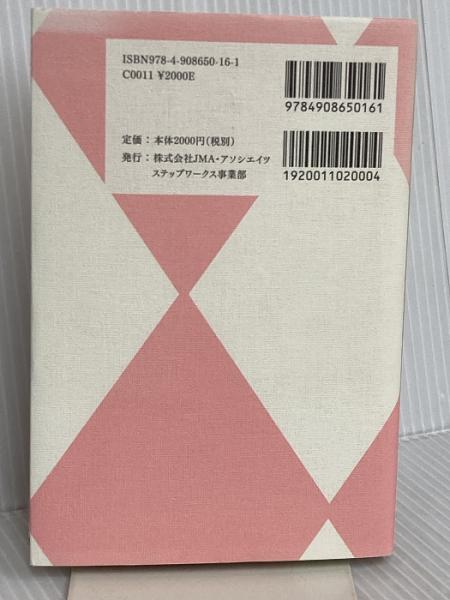 ISBN978-4-908650-16-1
C0011 ¥2000E
9784908650161
定価：本体2000円(税別)
発行：株式会社JMA・アソシエイツ
ステップワークス事業部
1920011020004